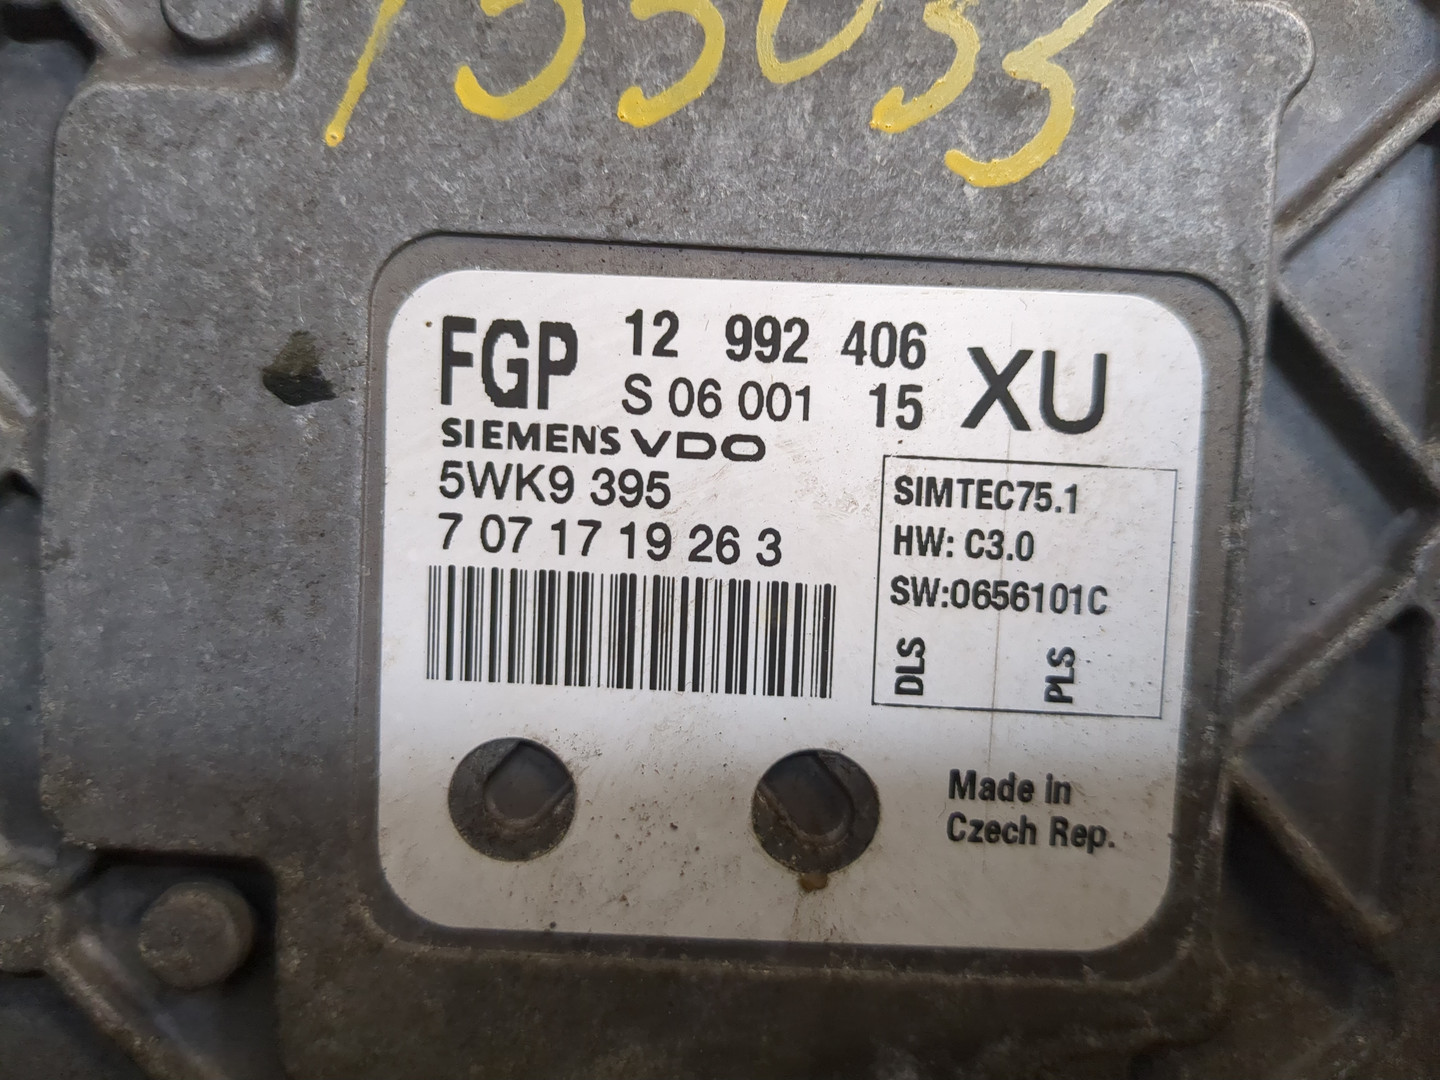 FGP 12 992 406 XU
S 06 001 15
SIEMENS VDO
5WK9 395
7 07 17 19 26 3
SIMTEC75.1
HW: C3.0
SW:0656101C
DLS PLS
Made in
Czech Rep.